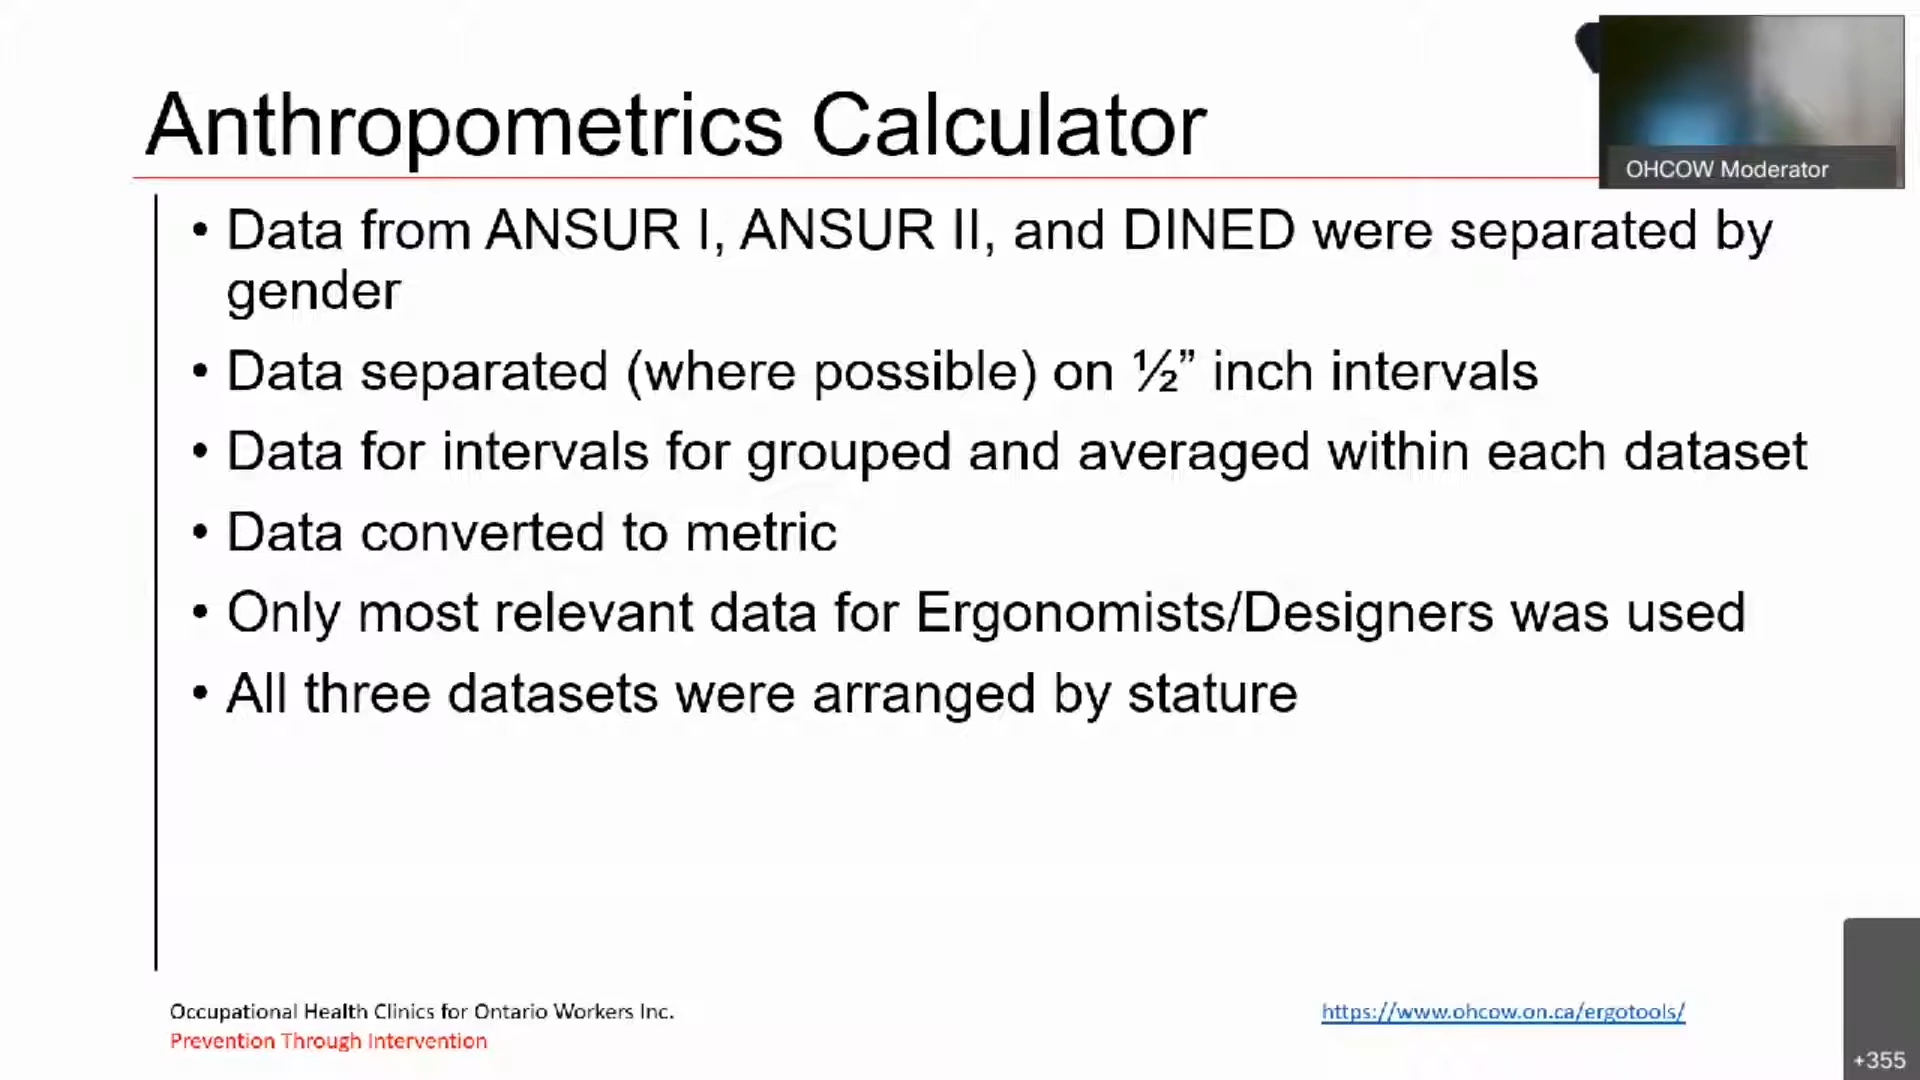 Anthropometrics Calculator
OHCOW Moderator
• Data from ANSUR I, ANSUR II, and DINED were separated by
gender
• Data separated (where possible) on ½” inch intervals
• Data for intervals for grouped and averaged within each dataset
• Data converted to metric
• Only most relevant data for Ergonomists/Designers was used
• All three datasets were arranged by stature
Occupational Health Clinics for Ontario Workers Inc.
Prevention Through Intervention
https://www.ohcow.on.ca/ergotools/
+355